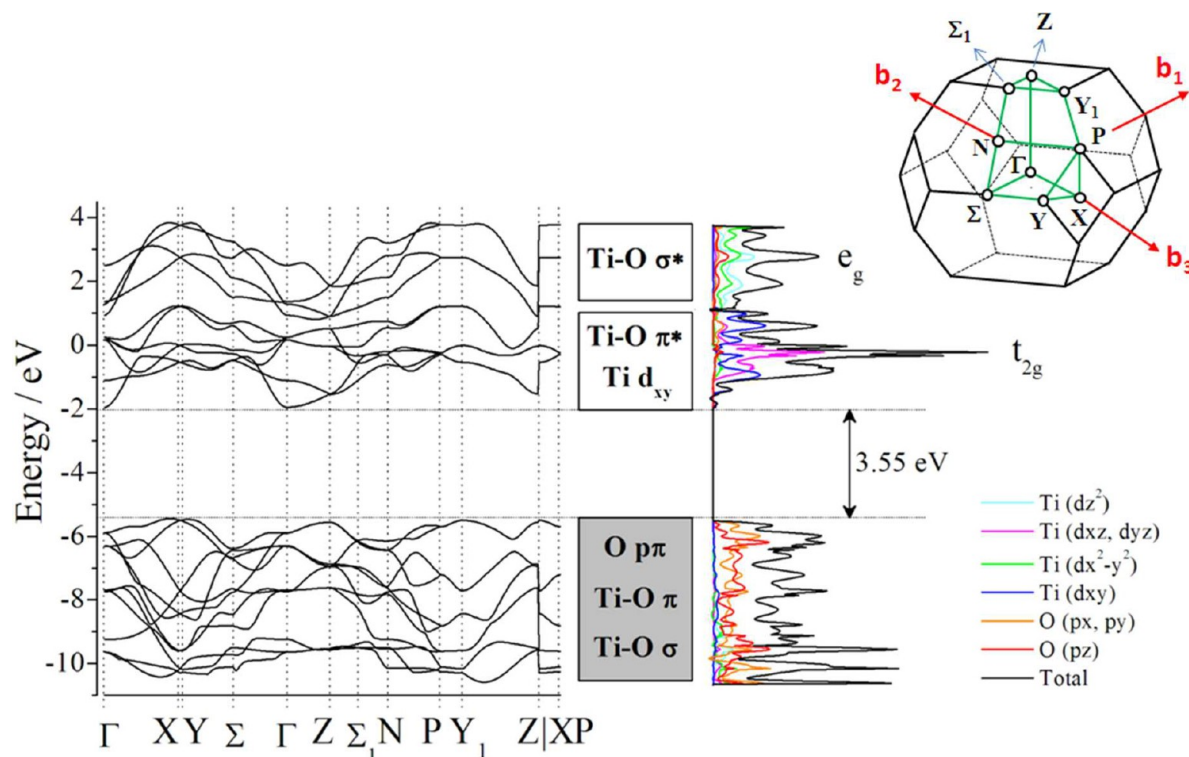 Z
Σ1
b2
b1
Y1
N
P
Γ
Σ
Y
X
b3
Energy / eV
4
2
0
-2
-4
-6
-8
-10
Γ X Y Σ Γ Z Σ1 N P Y1 Z|X P
Ti-O σ*
Ti-O π*
Ti dxy
O pπ
Ti-O π
Ti-O σ
eg
t2g
3.55 eV
Ti (dz²)
Ti (dxz, dyz)
Ti (dx²-y²)
Ti (dxy)
O (px, py)
O (pz)
Total